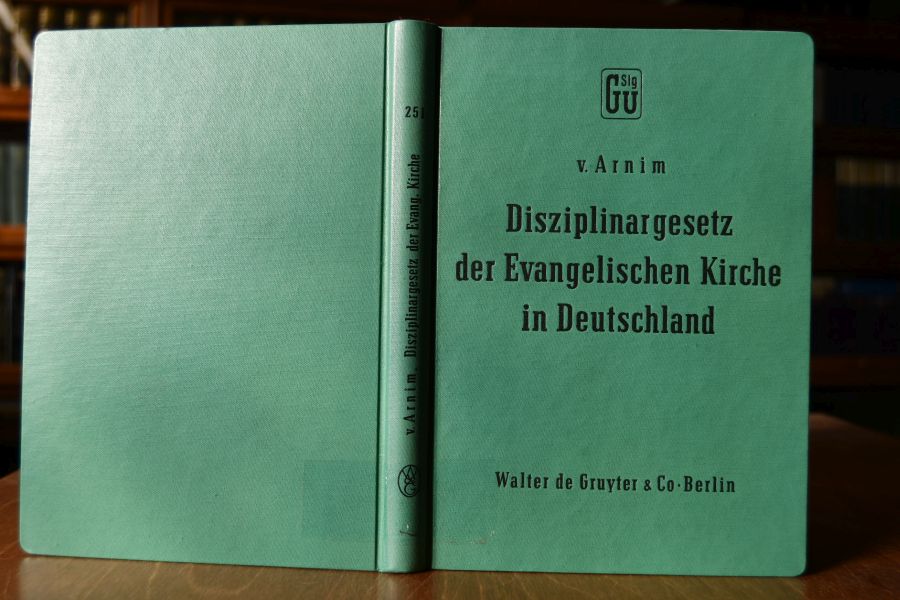 251
v. Arnim, Disziplinargesetz der Evang. Kirche
Slg
GU
v. Arnim
Disziplinargesetz
der Evangelischen Kirche
in Deutschland
Walter de Gruyter & Co · Berlin